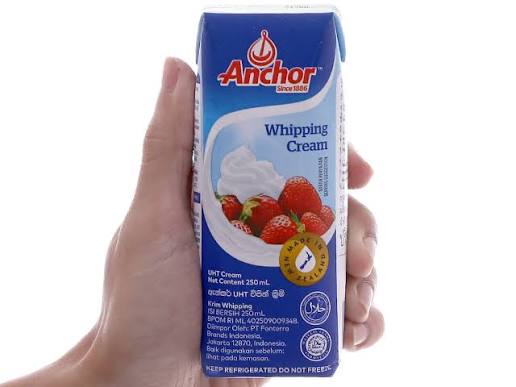 Anchor™
Since 1886
Whipping
Cream
MADE IN
NEW ZEALAND
UHT Cream
Net Content 250 mL
Krim Whipping
ISI BERSIH 250 mL
BPOM RI ML 402509009348.
Diimpor Oleh: PT Fonterra
Brands Indonesia,
Jakarta 12870, Indonesia.
Baik digunakan sebelum:
lihat pada kemasan.
KEEP REFRIGERATED DO NOT FREEZE